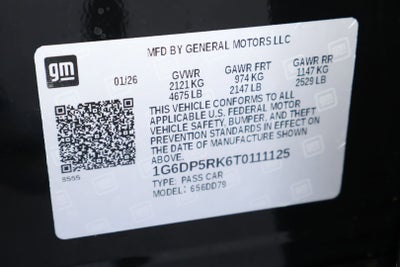 gm
MFD BY GENERAL MOTORS LLC
01/26
GVWR GAWR FRT GAWR RR
2121 KG 974 KG 1147 KG
4675 LB 2147 LB 2529 LB
THIS VEHICLE CONFORMS TO ALL
APPLICABLE U.S. FEDERAL MOTOR
VEHICLE SAFETY, BUMPER, AND THEFT
PREVENTION STANDARDS IN EFFECT ON
THE DATE OF MANUFACTURE SHOWN
ABOVE.
1G6DP5RK6T0111125
TYPE: PASS CAR
MODEL: 656DD79